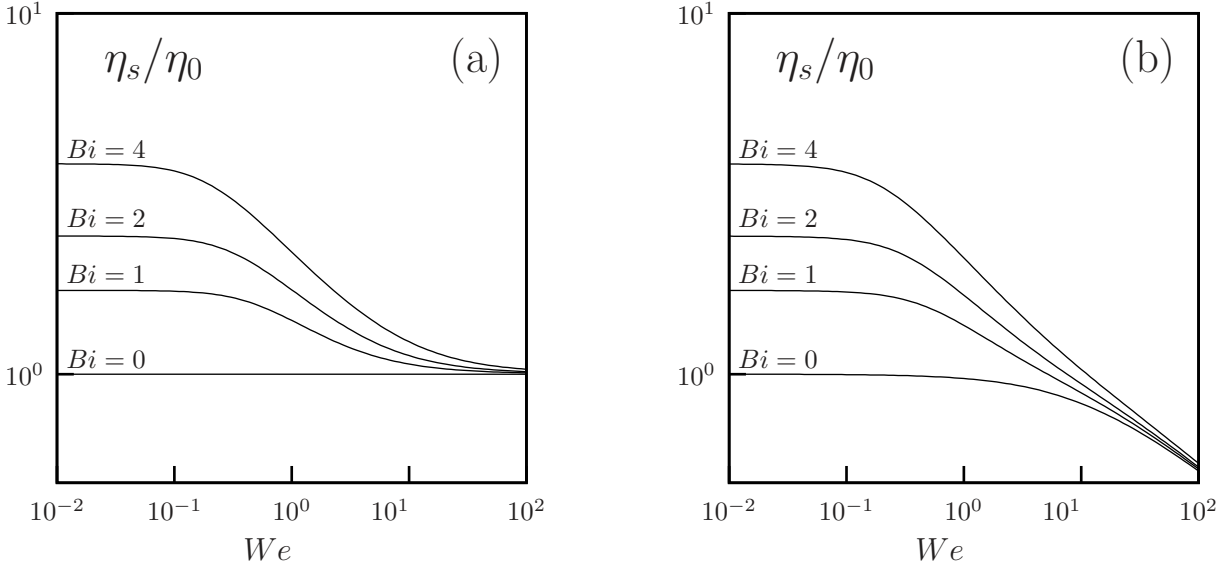 10^1
η_s/η_0
(a)
Bi = 4
Bi = 2
Bi = 1
Bi = 0
10^0
10^−2
10^−1
10^0
10^1
10^2
We
10^1
η_s/η_0
(b)
Bi = 4
Bi = 2
Bi = 1
Bi = 0
10^0
10^−2
10^−1
10^0
10^1
10^2
We